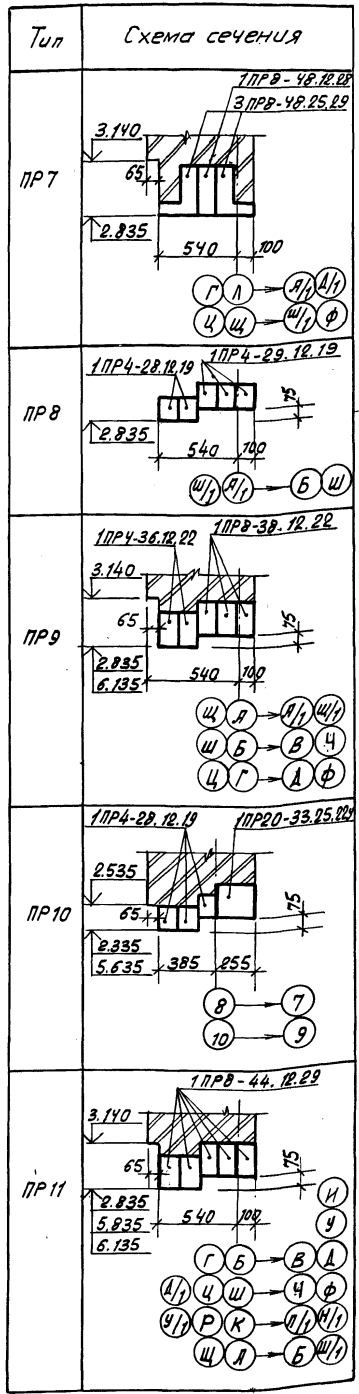 Тип Схема сечения
ПР7
1ПР8-48.12.28
3ПР8-48.25.29
3.140
65
2.835
540 100
Г Л А/1 Д/1
Ц Щ Ш/1 Ф
ПР8
1ПР4-28.12.19 1ПР4-29.12.19
75
2.835
540 100
Ш/1 А/1 Б Ш
ПР9
1ПР4-36.12.22 1ПР8-38.12.22
3.140
65
75
2.835
6.135
540 100
Щ А А/1 Щ/1
Ш Б В Ч
Ц Г Д Ф
ПР10
1ПР4-28.12.19 1ПР20-33.25.22у
2.535
65
75
2.335
5.635
385 255
8 7
10 9
ПР11
1ПР8-44.12.29
3.140
65
75
2.835
5.835
6.135
540 100
И
У
Г Б В Д
Д/1 Ц Ш Ч Ф
У/1 Р К Л/1 Н/1
Щ А Б Ш/1